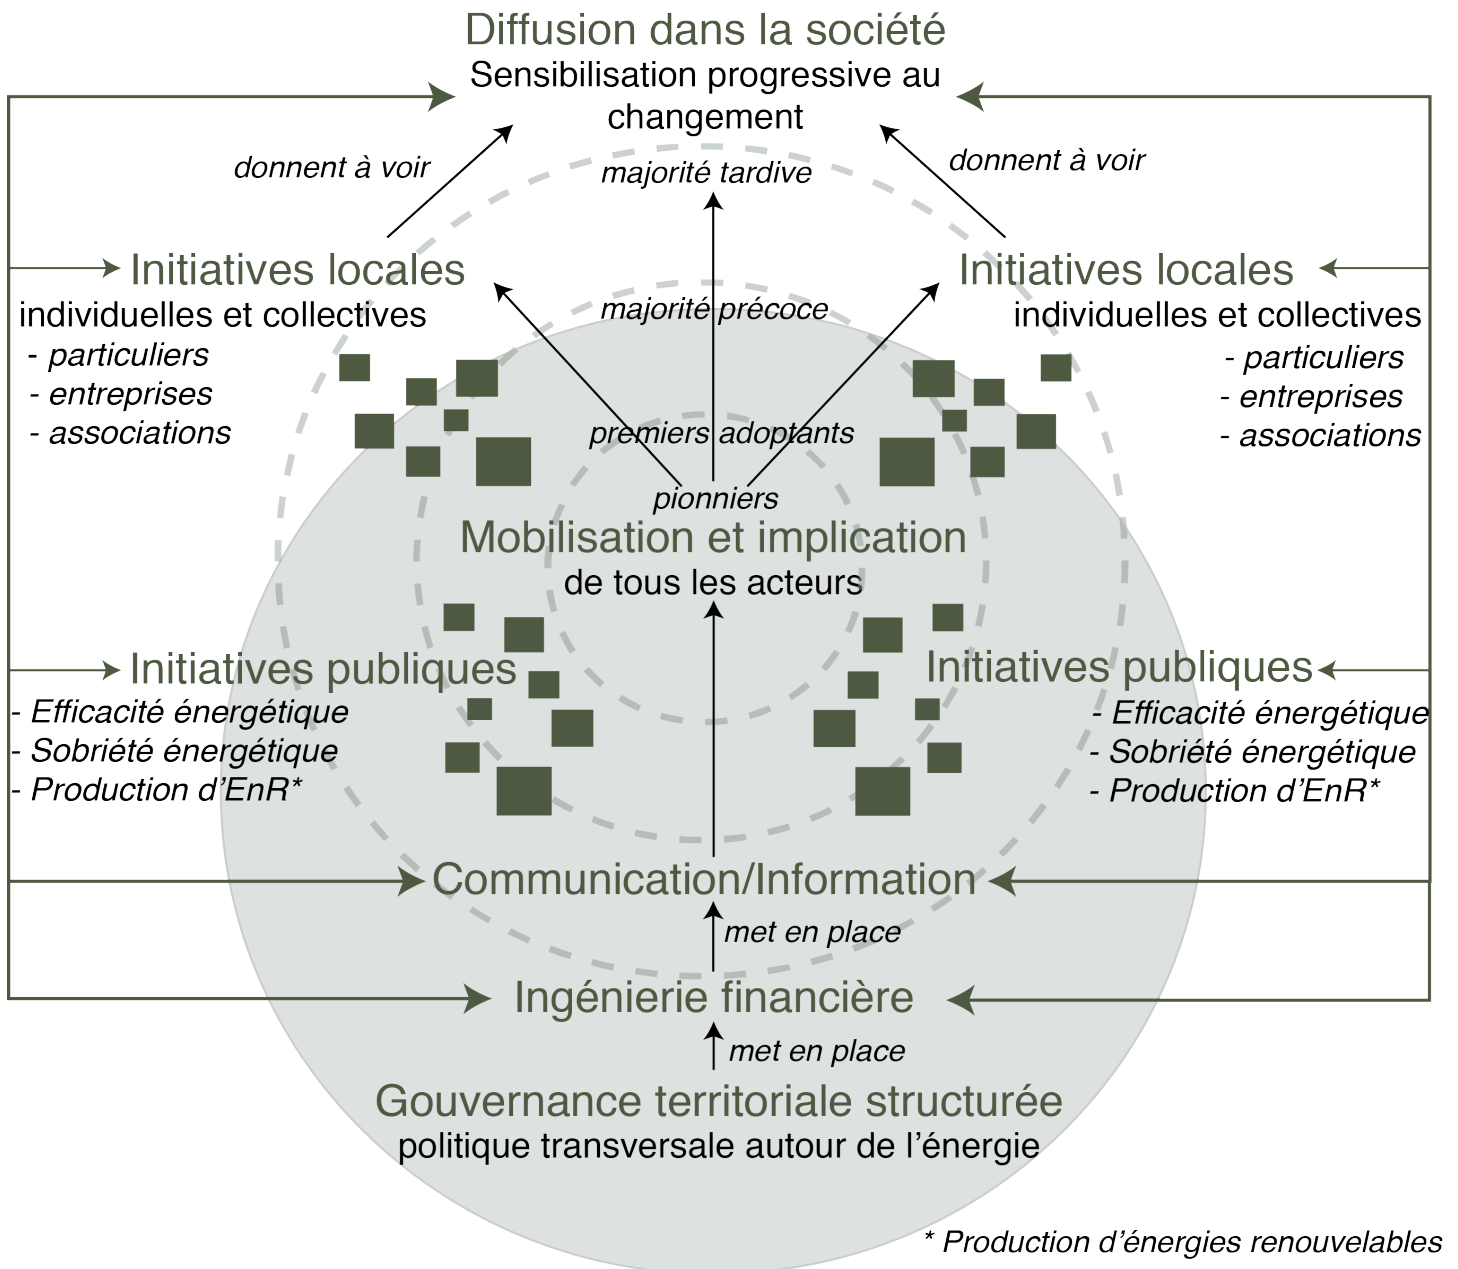 Diffusion dans la société
Sensibilisation progressive au
changement
donnent à voir
majorité tardive
donnent à voir
Initiatives locales
individuelles et collectives
- particuliers
- entreprises
- associations
majorité précoce
Initiatives locales
individuelles et collectives
- particuliers
- entreprises
- associations
premiers adoptants
pionniers
Mobilisation et implication
de tous les acteurs
Initiatives publiques
- Efficacité énergétique
- Sobriété énergétique
- Production d'EnR*
Initiatives publiques
- Efficacité énergétique
- Sobriété énergétique
- Production d'EnR*
Communication/Information
met en place
Ingénierie financière
met en place
Gouvernance territoriale structurée
politique transversale autour de l'énergie
* Production d'énergies renouvelables